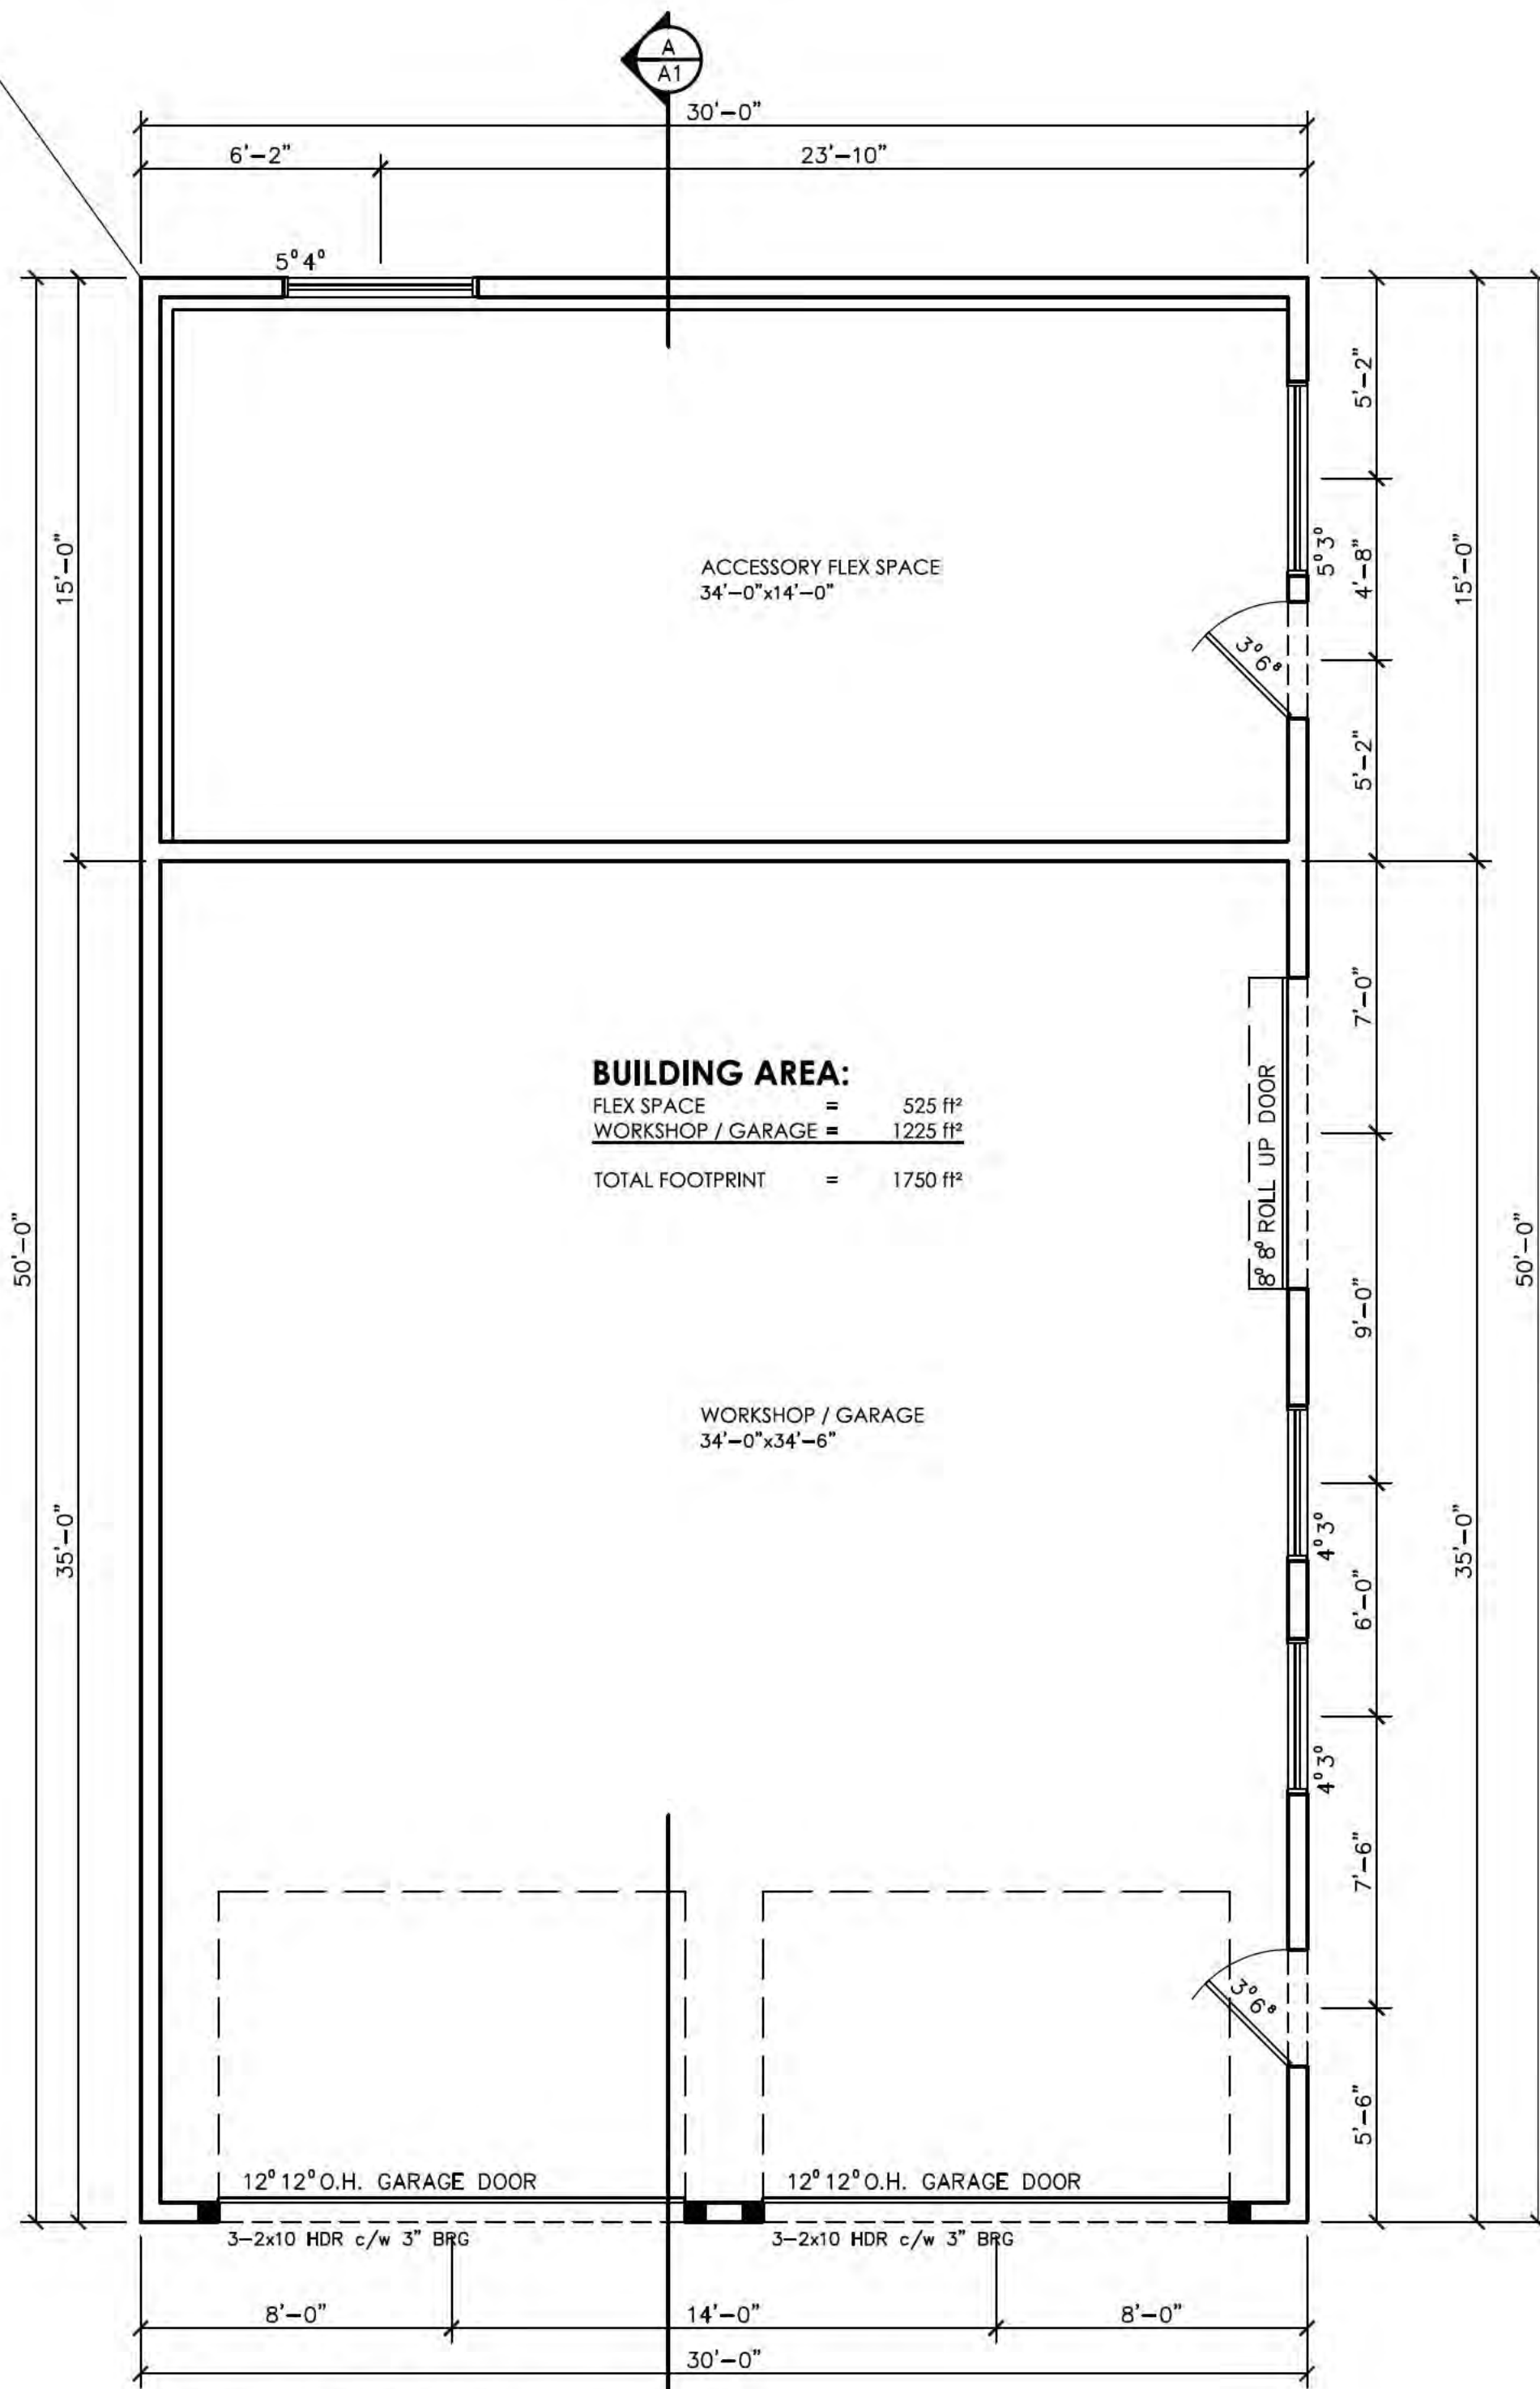 A
A1
30'-0"
6'-2"
23'-10"
5⁰4⁰
5'-2"
15'-0"
ACCESSORY FLEX SPACE
34'-0"x14'-0"
5⁰3⁰
4'-8"
15'-0"
3⁰6⁸
5'-2"
7'-0"
BUILDING AREA:
FLEX SPACE = 525 ft²
WORKSHOP / GARAGE = 1225 ft²
TOTAL FOOTPRINT = 1750 ft²
8⁰8⁰ ROLL UP DOOR
50'-0"
50'-0"
9'-0"
WORKSHOP / GARAGE
34'-0"x34'-6"
35'-0"
4⁰3⁰
35'-0"
6'-0"
4⁰3⁰
7'-6"
3⁰6⁸
5'-6"
12⁰12⁰ O.H. GARAGE DOOR
12⁰12⁰ O.H. GARAGE DOOR
3-2x10 HDR c/w 3" BRG
3-2x10 HDR c/w 3" BRG
8'-0"
14'-0"
8'-0"
30'-0"